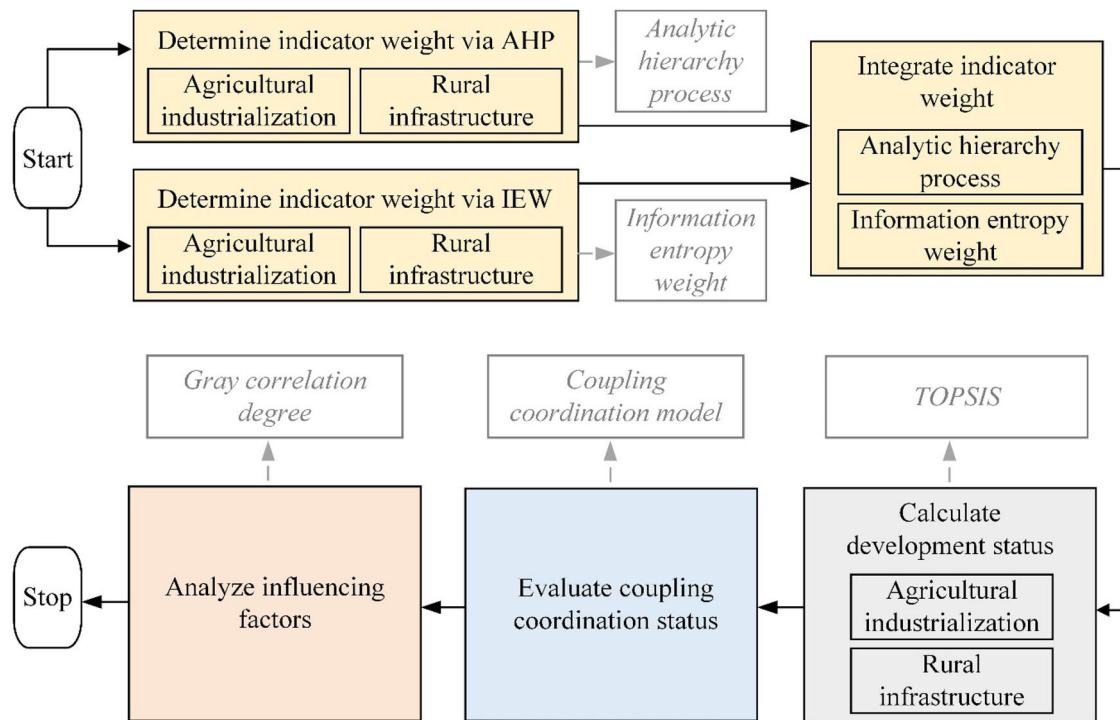 Start
Determine indicator weight via AHP
Agricultural
industrialization
Rural
infrastructure
Analytic
hierarchy
process
Determine indicator weight via IEW
Agricultural
industrialization
Rural
infrastructure
Information
entropy
weight
Integrate indicator
weight
Analytic hierarchy
process
Information entropy
weight
Gray correlation
degree
Coupling
coordination model
TOPSIS
Stop
Analyze influencing
factors
Evaluate coupling
coordination status
Calculate
development status
Agricultural
industrialization
Rural
infrastructure